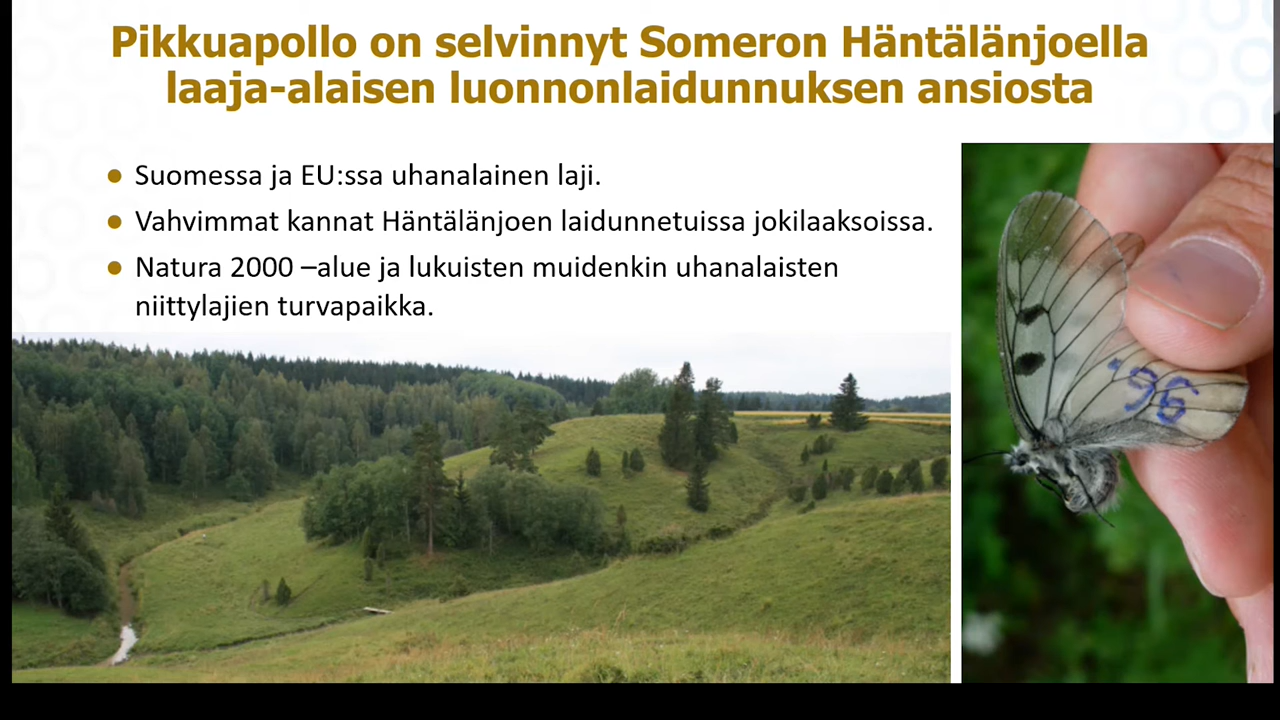 Pikkuapollo on selvinnyt Someron Häntälänjoella
laaja-alaisen luonnonlaidunnuksen ansiosta
● Suomessa ja EU:ssa uhanalainen laji.
● Vahvimmat kannat Häntälänjoen laidunnetuissa jokilaaksoissa.
● Natura 2000 –alue ja lukuisten muidenkin uhanalaisten
niittylajien turvapaikka.
96